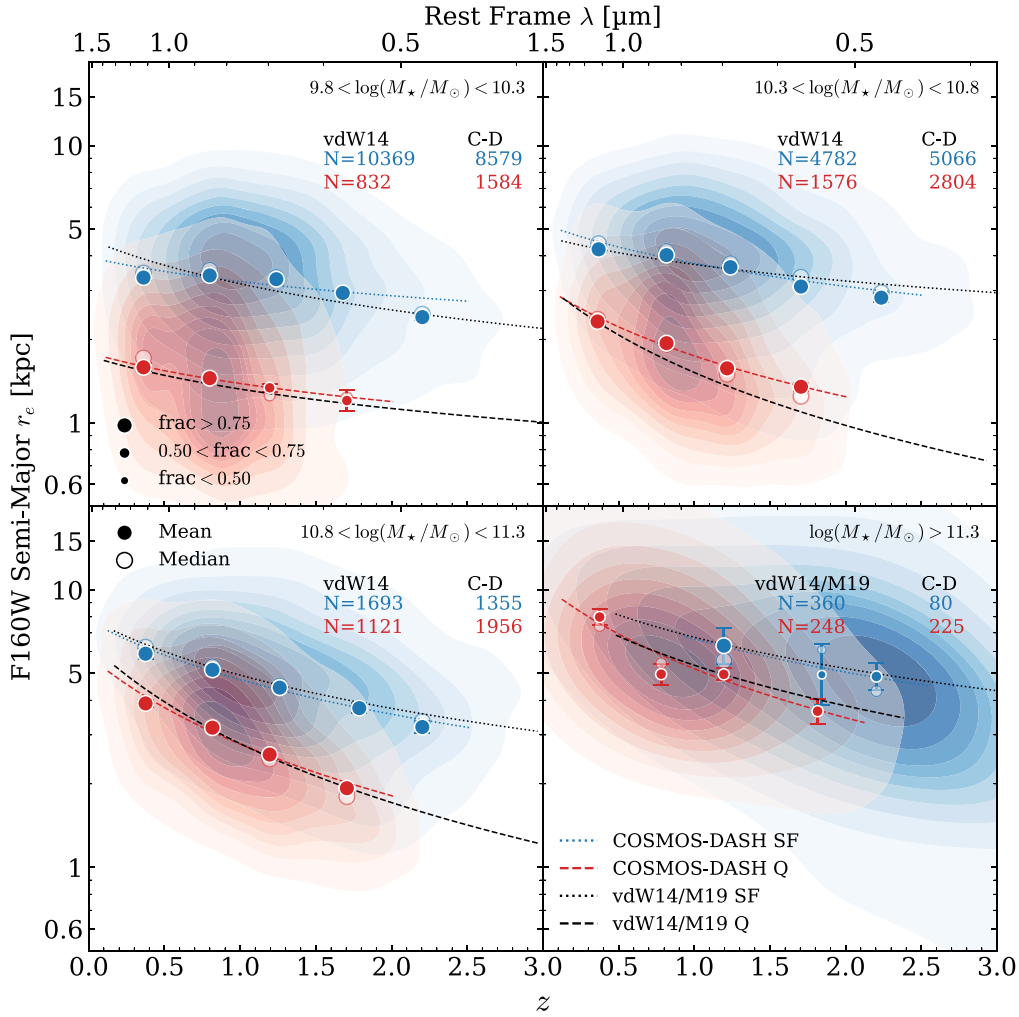 Rest Frame λ [µm]
1.5 1.0 0.4 1.5 1.0 0.4
F160W Semi-Major r_e [kpc]
15
10
5
1
0.6
9.8 < log(M⋆/M⊙) < 10.3
vdW14 C-D
N=10369 8579
N=832 1584
frac > 0.75
0.50 < frac < 0.75
frac < 0.50
10.3 < log(M⋆/M⊙) < 10.8
vdW14 C-D
N=4782 5066
N=1576 2804
15
10
5
1
0.6
Mean
Median
10.8 < log(M⋆/M⊙) < 11.3
vdW14 C-D
N=1693 1355
N=1121 1956
log(M⋆/M⊙) > 11.3
vdW14/M19 C-D
N=360 80
N=248 225
COSMOS-DASH SF
COSMOS-DASH Q
vdW14/M19 SF
vdW14/M19 Q
0.0 0.5 1.0 1.5 2.0 2.5 3.0 0.0 0.5 1.0 1.5 2.0 2.5 3.0
z